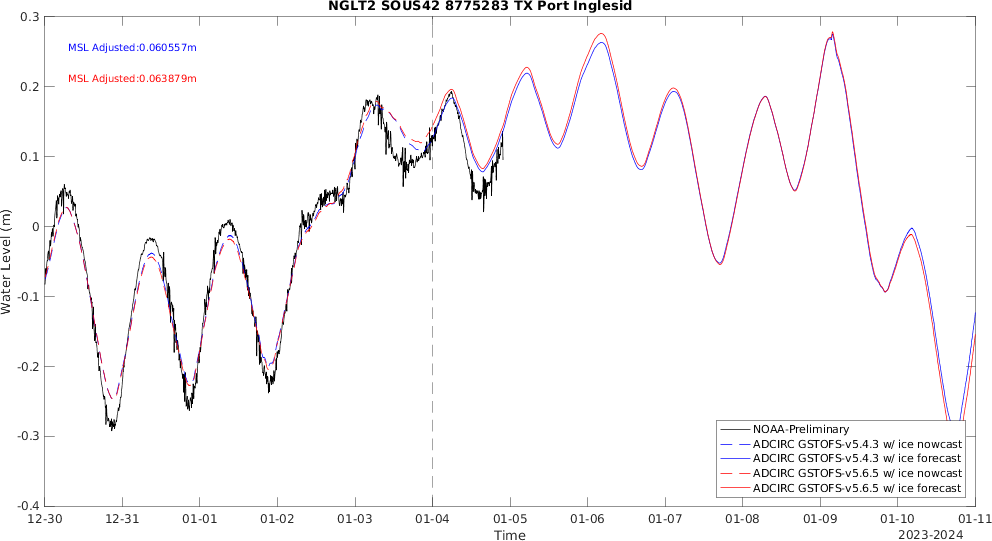 NGLT2 SOUS42 8775283 TX Port Inglesid
MSL Adjusted:0.060557m
MSL Adjusted:0.063879m
Water Level (m)
0.3
0.2
0.1
0
-0.1
-0.2
-0.3
-0.4
NOAA-Preliminary
ADCIRC GSTOFS-v5.4.3 w/ ice nowcast
ADCIRC GSTOFS-v5.4.3 w/ ice forecast
ADCIRC GSTOFS-v5.6.5 w/ ice nowcast
ADCIRC GSTOFS-v5.6.5 w/ ice forecast
12-30 12-31 01-01 01-02 01-03 01-04 01-05 01-06 01-07 01-08 01-09 01-10 01-11
Time
2023-2024